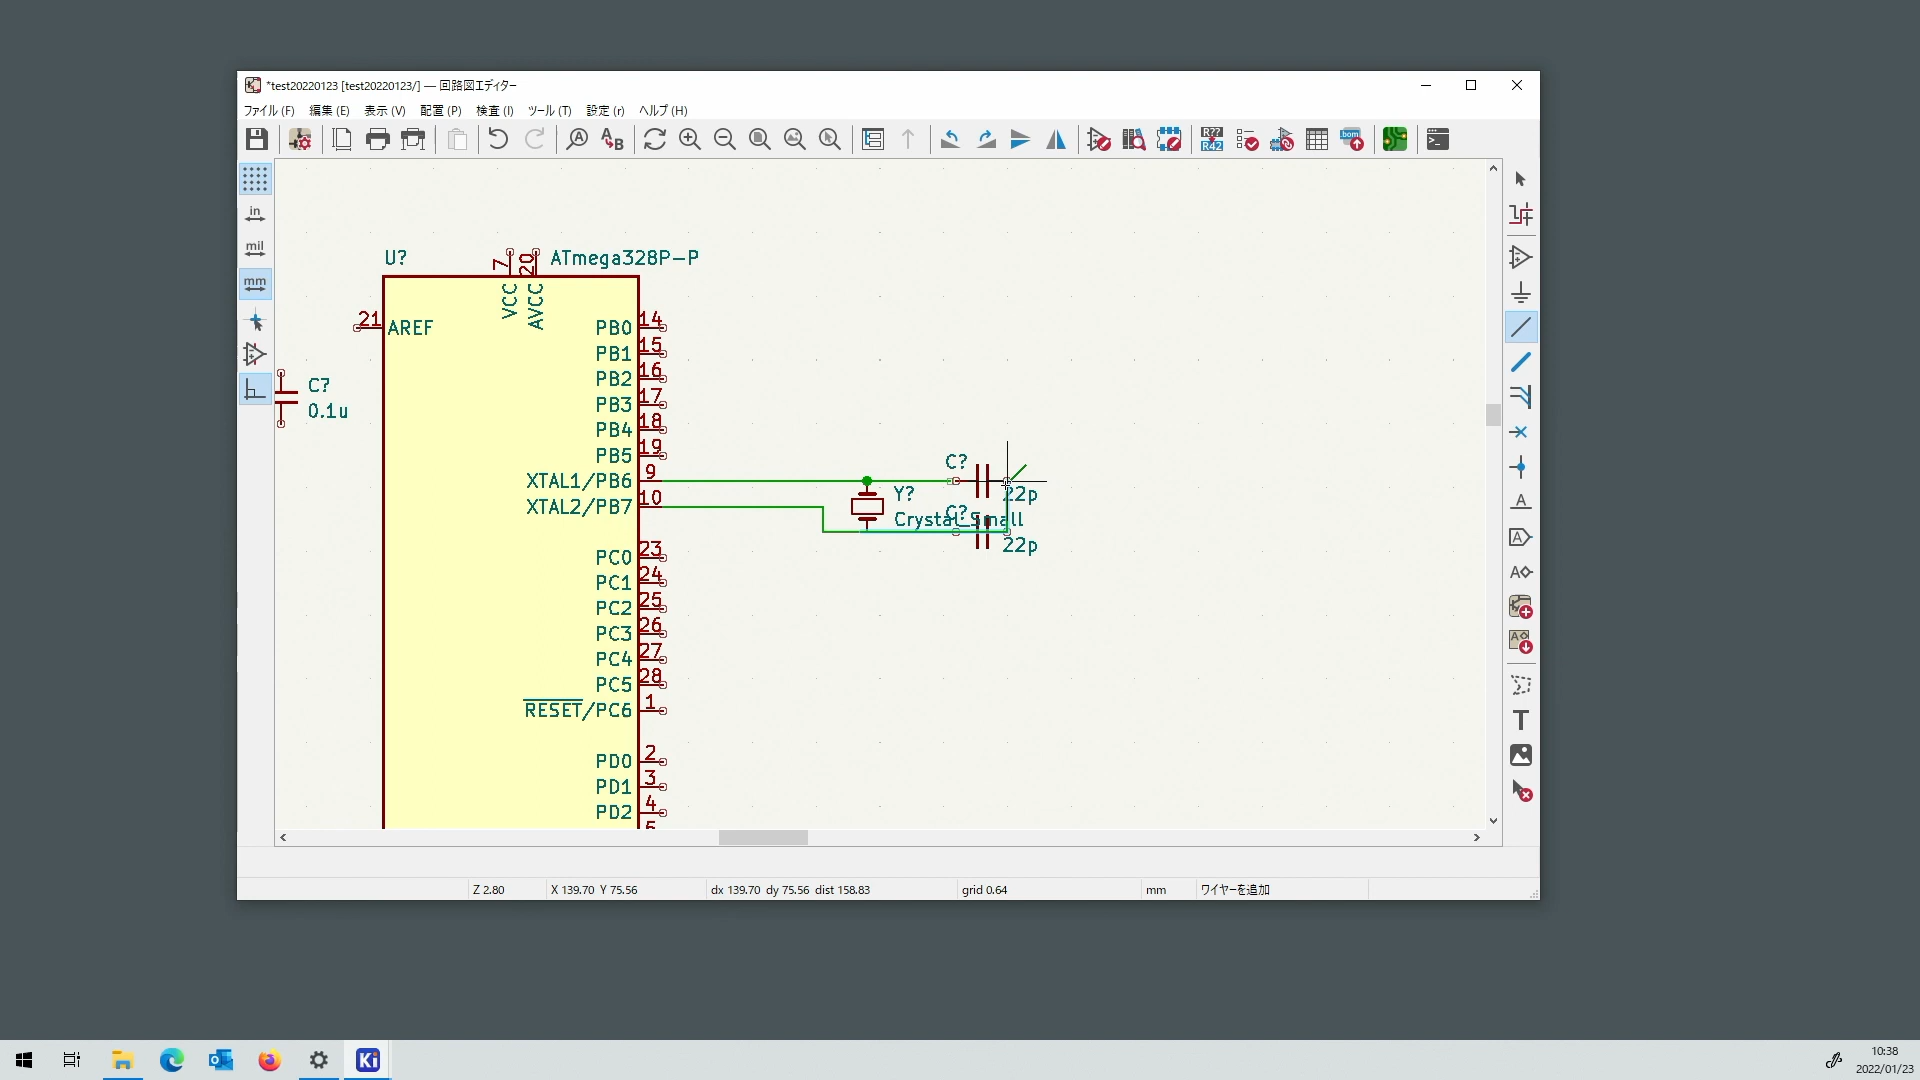 *test20220123 [test20220123/] — 回路図エディター
ファイル (F) 編集 (E) 表示 (V) 配置 (P) 検査 (I) ツール (T) 設定 (r) ヘルプ (H)
A B
R??
R42
.bom
in
mil
mm
U?
7
20
ATmega328P-P
VCC
AVCC
21
AREF
PB0 14
PB1 15
PB2 16
PB3 17
PB4 18
PB5 19
XTAL1/PB6 9
XTAL2/PB7 10
PC0 23
PC1 24
PC2 25
PC3 26
PC4 27
PC5 28
RESET/PC6 1
PD0 2
PD1 3
PD2 4
5
C?
0.1u
C?
22p
Y?
Crystal_Small
C?
22p
A
A
A
A
T
Z 2.80 X 139.70 Y 75.56 dx 139.70 dy 75.56 dist 158.83 grid 0.64 mm ワイヤーを追加
Ki
10:38
2022/01/23